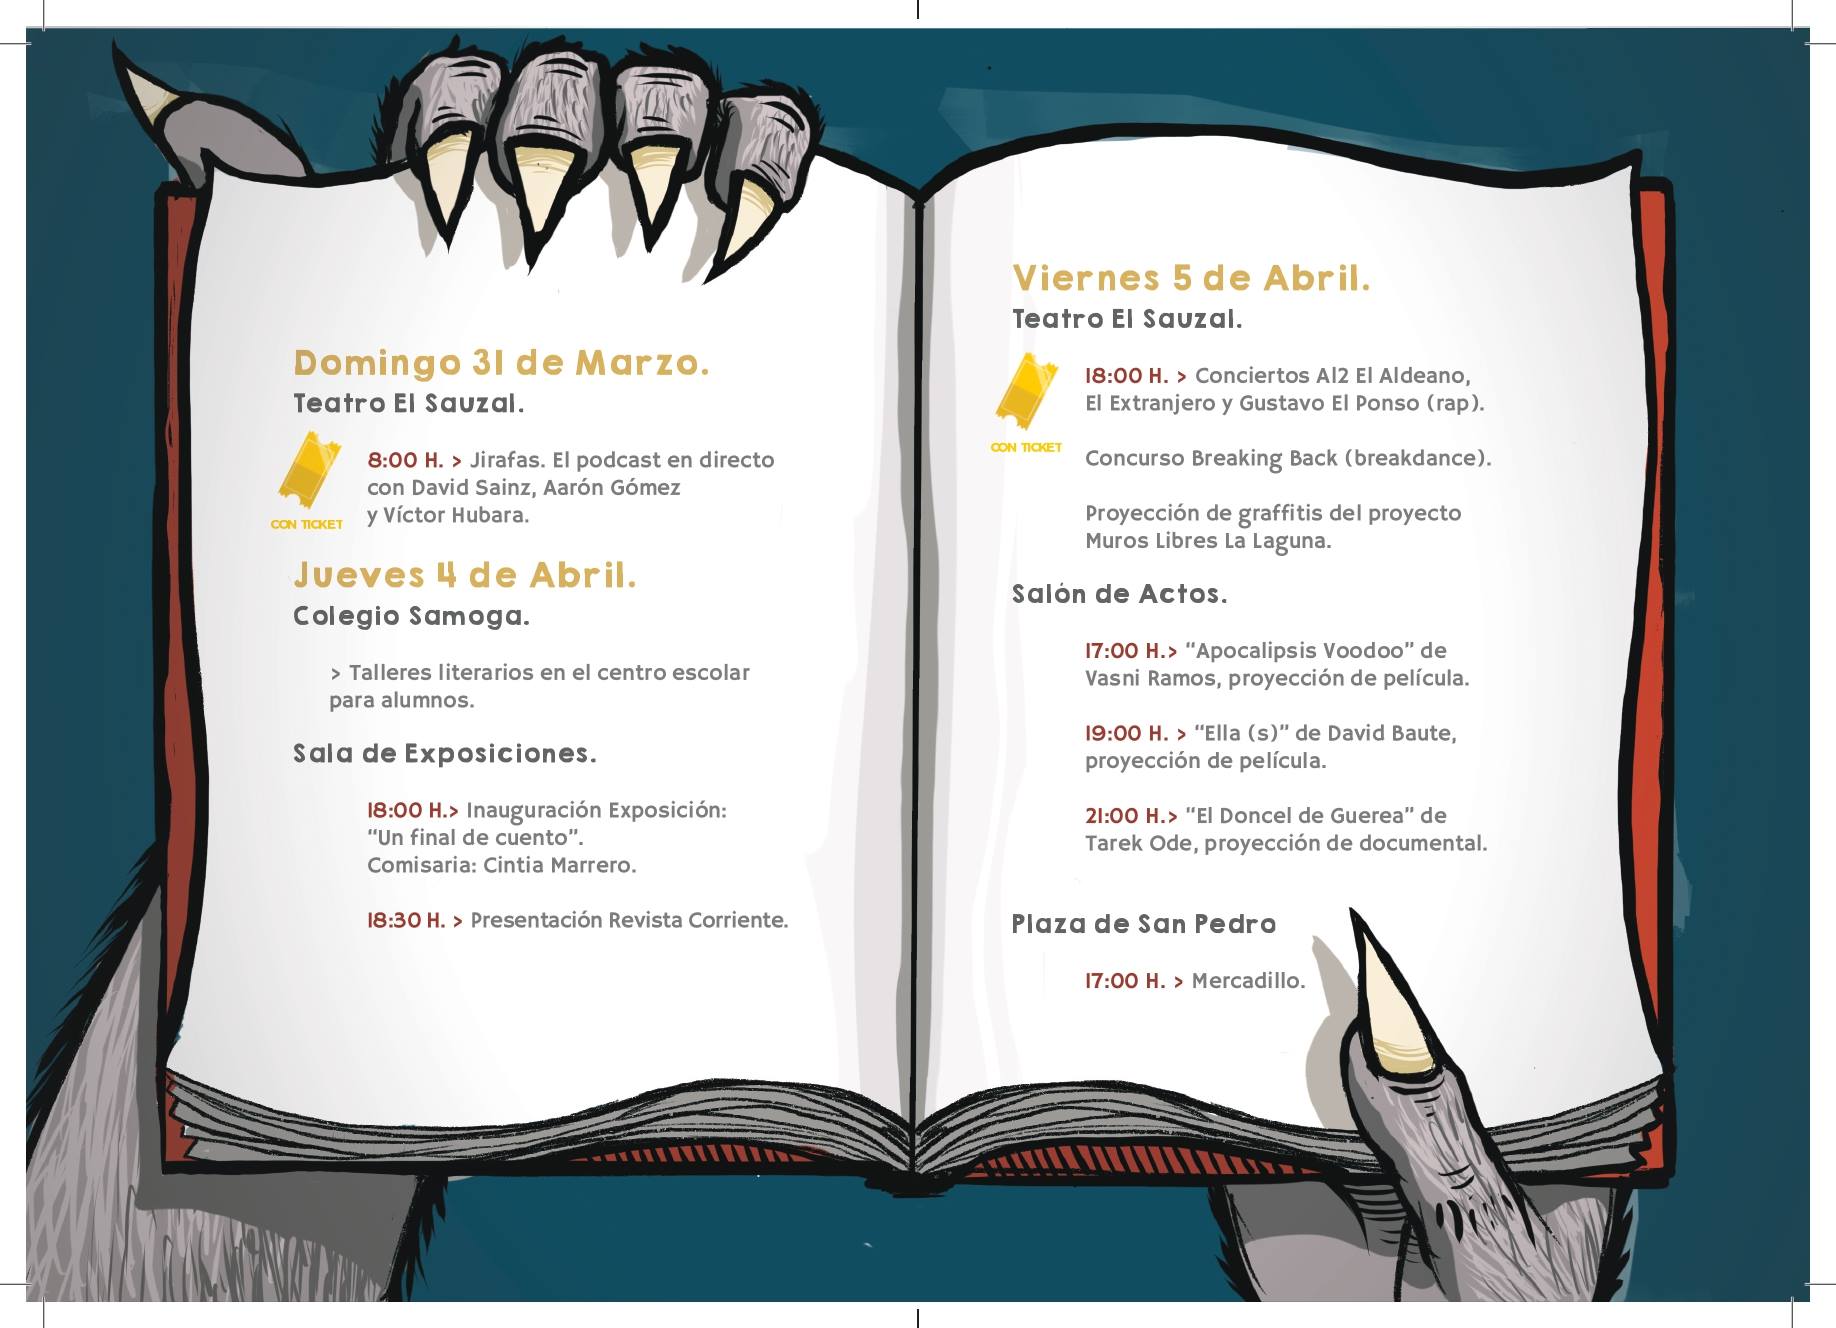 Domingo 31 de Marzo.
Teatro El Sauzal.
8:00 H. > Jirafas. El podcast en directo
con David Sainz, Aarón Gómez
y Víctor Hubara.
CON TICKET
Jueves 4 de Abril.
Colegio Samoga.
> Talleres literarios en el centro escolar
para alumnos.
Sala de Exposiciones.
18:00 H.> Inauguración Exposición:
“Un final de cuento”.
Comisaria: Cintia Marrero.
18:30 H. > Presentación Revista Corriente.
Viernes 5 de Abril.
Teatro El Sauzal.
18:00 H. > Conciertos Al2 El Aldeano,
El Extranjero y Gustavo El Ponso (rap).
CON TICKET
Concurso Breaking Back (breakdance).
Proyección de graffitis del proyecto
Muros Libres La Laguna.
Salón de Actos.
17:00 H.> “Apocalipsis Voodoo” de
Vasni Ramos, proyección de película.
19:00 H. > “Ella (s)” de David Baute,
proyección de película.
21:00 H.> “El Doncel de Guerea” de
Tarek Ode, proyección de documental.
Plaza de San Pedro
17:00 H. > Mercadillo.